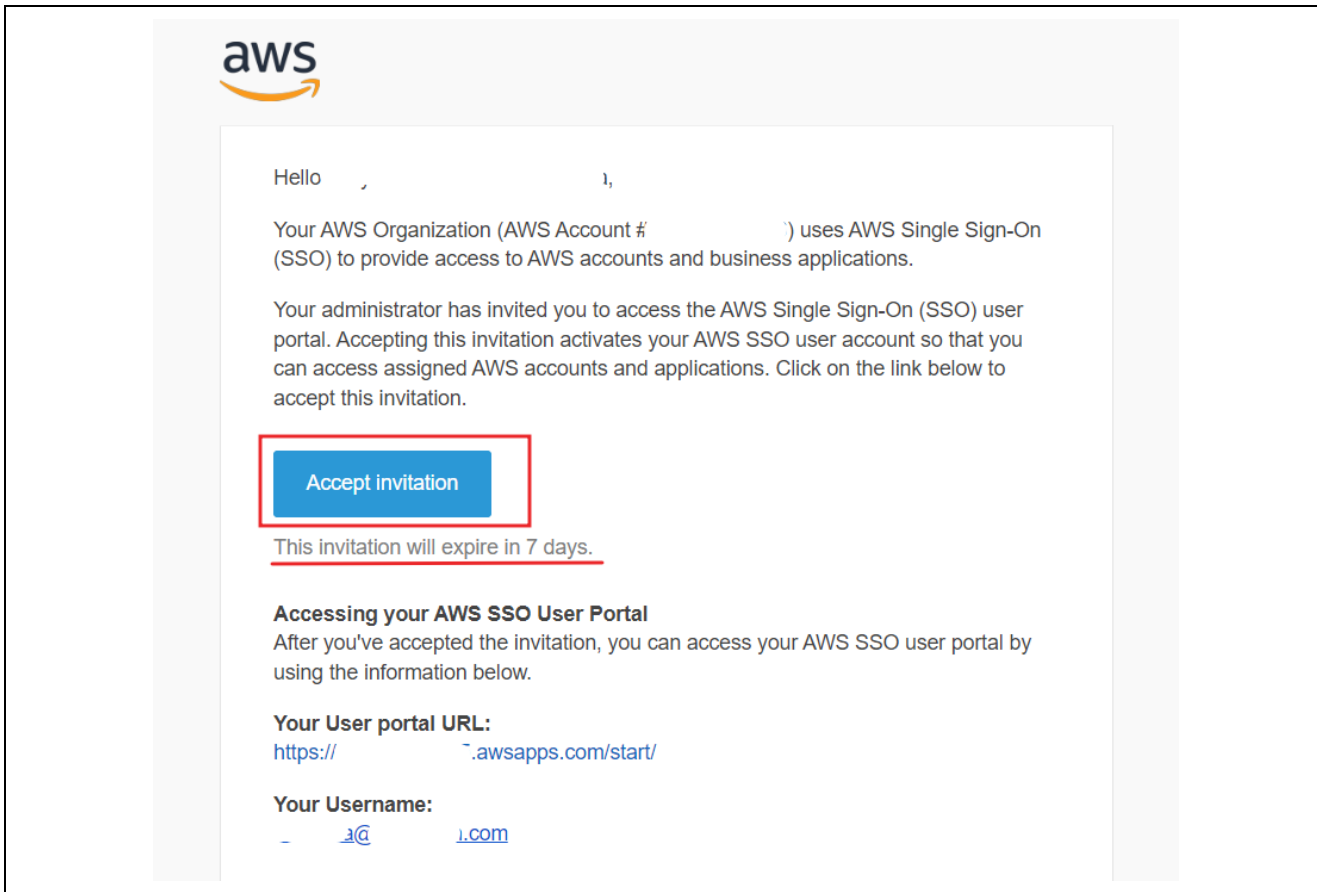 aws
Hello ,
Your AWS Organization (AWS Account # ) uses AWS Single Sign-On
(SSO) to provide access to AWS accounts and business applications.
Your administrator has invited you to access the AWS Single Sign-On (SSO) user
portal. Accepting this invitation activates your AWS SSO user account so that you
can access assigned AWS accounts and applications. Click on the link below to
accept this invitation.
Accept invitation
This invitation will expire in 7 days.
Accessing your AWS SSO User Portal
After you've accepted the invitation, you can access your AWS SSO user portal by
using the information below.
Your User portal URL:
https:// .awsapps.com/start/
Your Username:
a@ .com